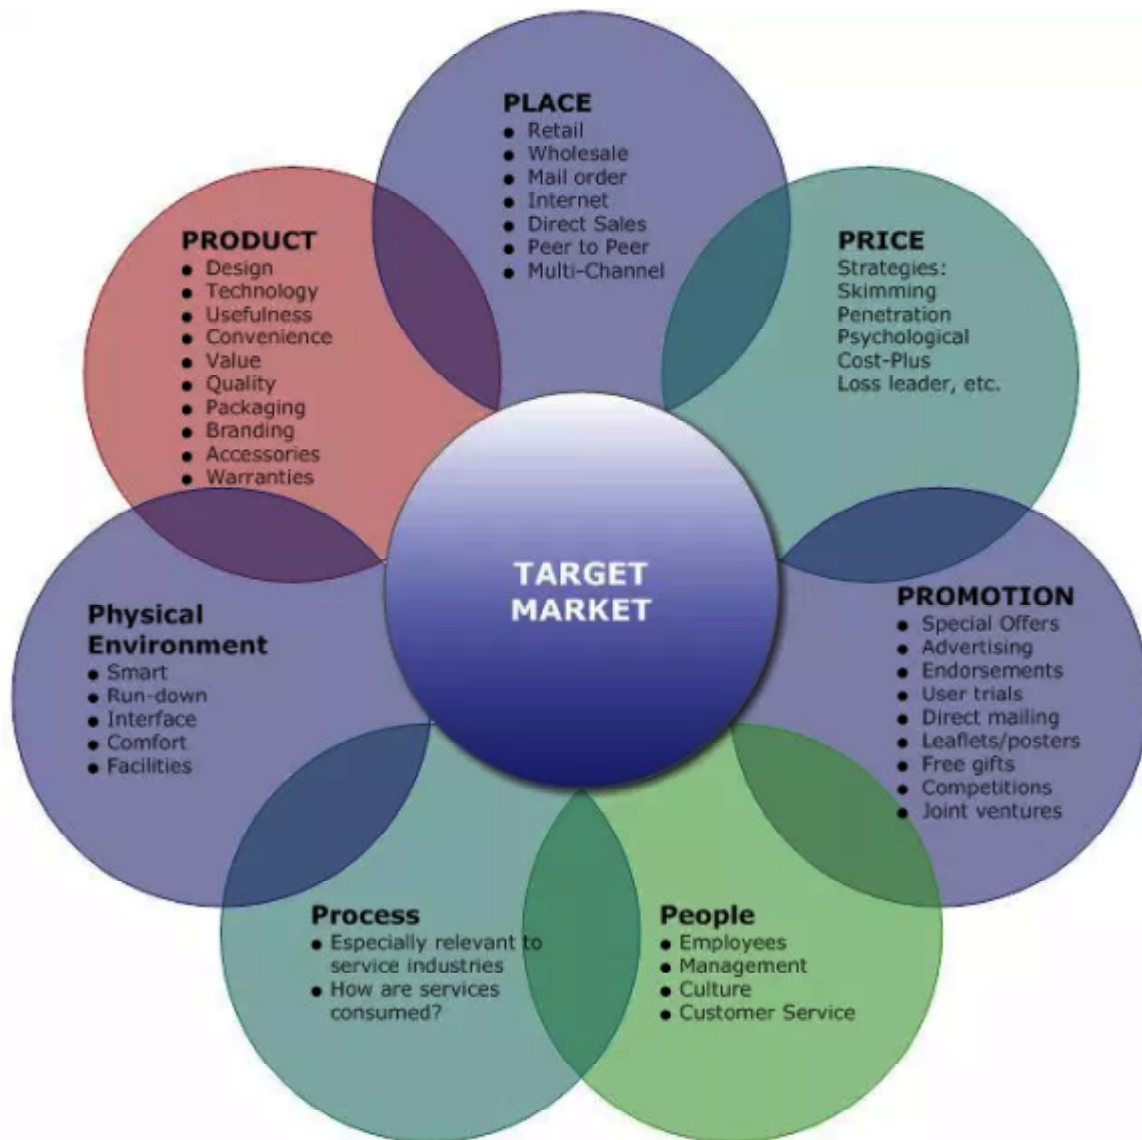 PLACE
● Retail
● Wholesale
● Mail order
● Internet
● Direct Sales
● Peer to Peer
● Multi-Channel
PRODUCT
● Design
● Technology
● Usefulness
● Convenience
● Value
● Quality
● Packaging
● Branding
● Accessories
● Warranties
PRICE
Strategies:
Skimming
Penetration
Psychological
Cost-Plus
Loss leader, etc.
TARGET
MARKET
Physical
Environment
● Smart
● Run-down
● Interface
● Comfort
● Facilities
PROMOTION
● Special Offers
● Advertising
● Endorsements
● User trials
● Direct mailing
● Leaflets/posters
● Free gifts
● Competitions
● Joint ventures
Process
● Especially relevant to
service industries
● How are services
consumed?
People
● Employees
● Management
● Culture
● Customer Service